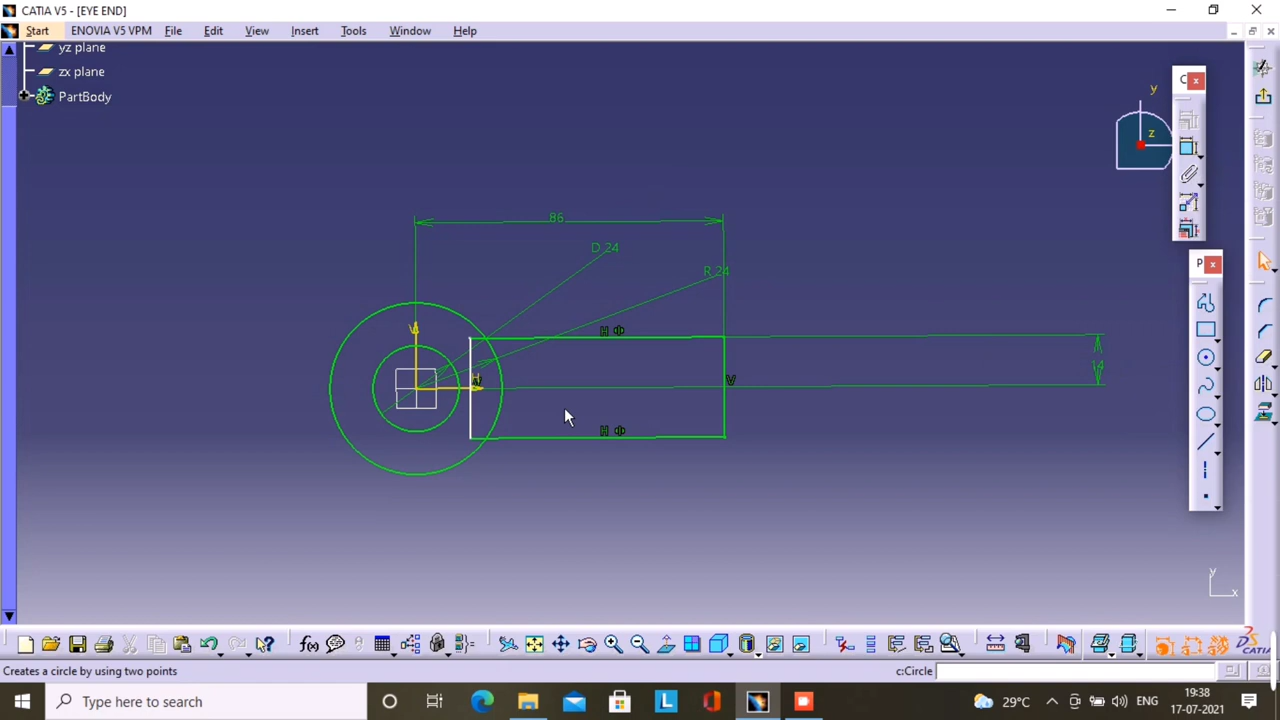 CATIA V5 - [EYE END]
Start ENOVIA V5 VPM File Edit View Insert Tools Window Help
yz plane
zx plane
PartBody
C
y
z
86
D 24
R 24
P
H
V
14
H
V
H
y
x
f(x)
CATIA
Creates a circle by using two points
c:Circle
Type here to search
L
29°C
ENG
19:38
17-07-2021